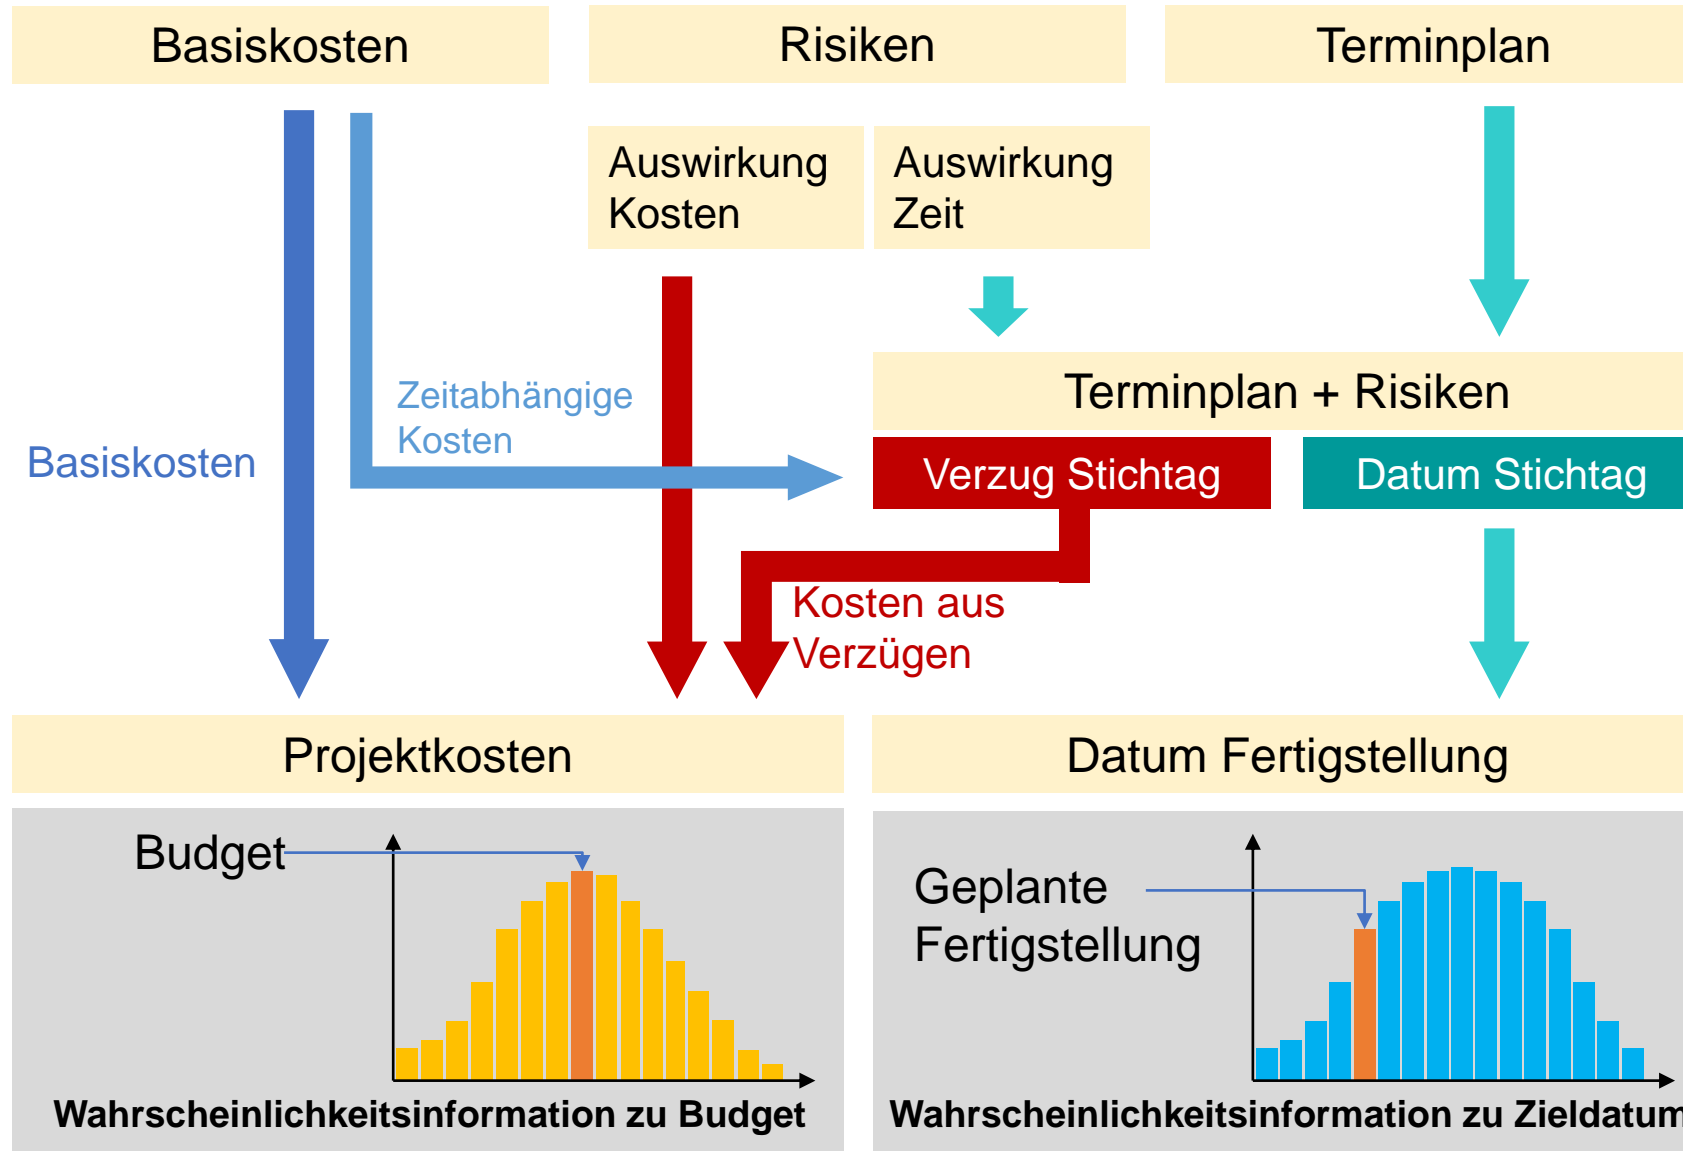 Basiskosten
Risiken
Terminplan
Auswirkung
Kosten
Auswirkung
Zeit
Zeitabhängige
Kosten
Basiskosten
Terminplan + Risiken
Verzug Stichtag
Datum Stichtag
Kosten aus
Verzügen
Projektkosten
Datum Fertigstellung
Budget
Geplante
Fertigstellung
Wahrscheinlichkeitsinformation zu Budget
Wahrscheinlichkeitsinformation zu Zieldatum